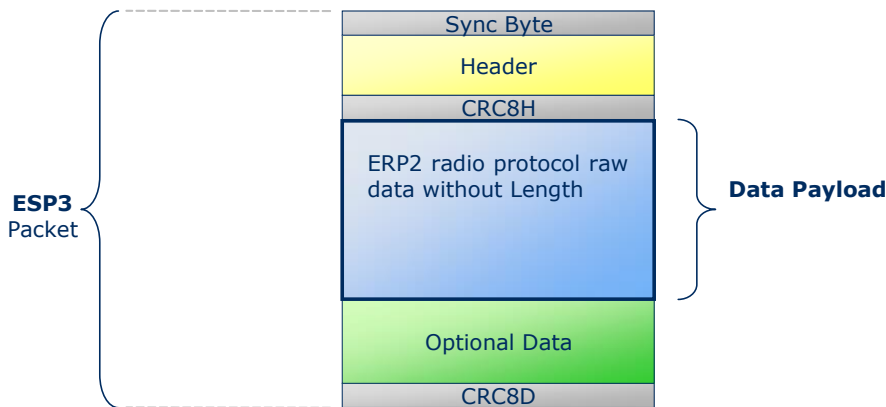 Sync Byte
Header
CRC8H
ERP2 radio protocol raw
data without Length
Data Payload
ESP3
Packet
Optional Data
CRC8D